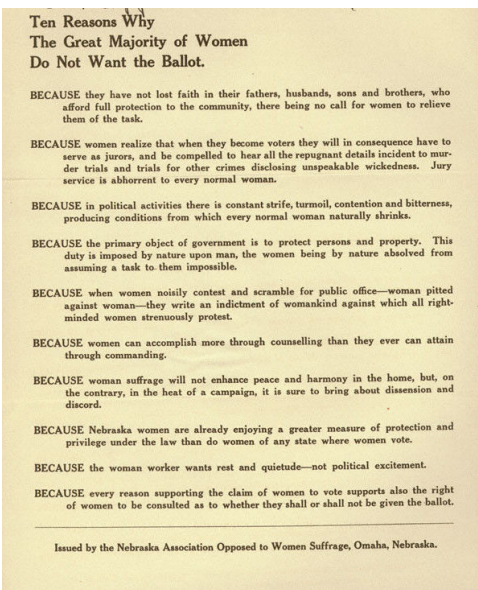 Ten Reasons Why
The Great Majority of Women
Do Not Want the Ballot.
BECAUSE they have not lost faith in their fathers, husbands, sons and brothers, who
afford full protection to the community, there being no call for women to relieve
them of the task.
BECAUSE women realize that when they become voters they will in consequence have to
serve as jurors, and be compelled to hear all the repugnant details incident to mur-
der trials and trials for other crimes disclosing unspeakable wickedness. Jury
service is abhorrent to every normal woman.
BECAUSE in political activities there is constant strife, turmoil, contention and bitterness,
producing conditions from which every normal woman naturally shrinks.
BECAUSE the primary object of government is to protect persons and property. This
duty is imposed by nature upon man, the women being by nature absolved from
assuming a task to them impossible.
BECAUSE when women noisily contest and scramble for public office—woman pitted
against woman—they write an indictment of womankind against which all right-
minded women strenuously protest.
BECAUSE women can accomplish more through counselling than they ever can attain
through commanding.
BECAUSE woman suffrage will not enhance peace and harmony in the home, but, on
the contrary, in the heat of a campaign, it is sure to bring about dissension and
discord.
BECAUSE Nebraska women are already enjoying a greater measure of protection and
privilege under the law than do women of any state where women vote.
BECAUSE the woman worker wants rest and quietude—not political excitement.
BECAUSE every reason supporting the claim of women to vote supports also the right
of women to be consulted as to whether they shall or shall not be given the ballot.
Issued by the Nebraska Association Opposed to Women Suffrage, Omaha, Nebraska.